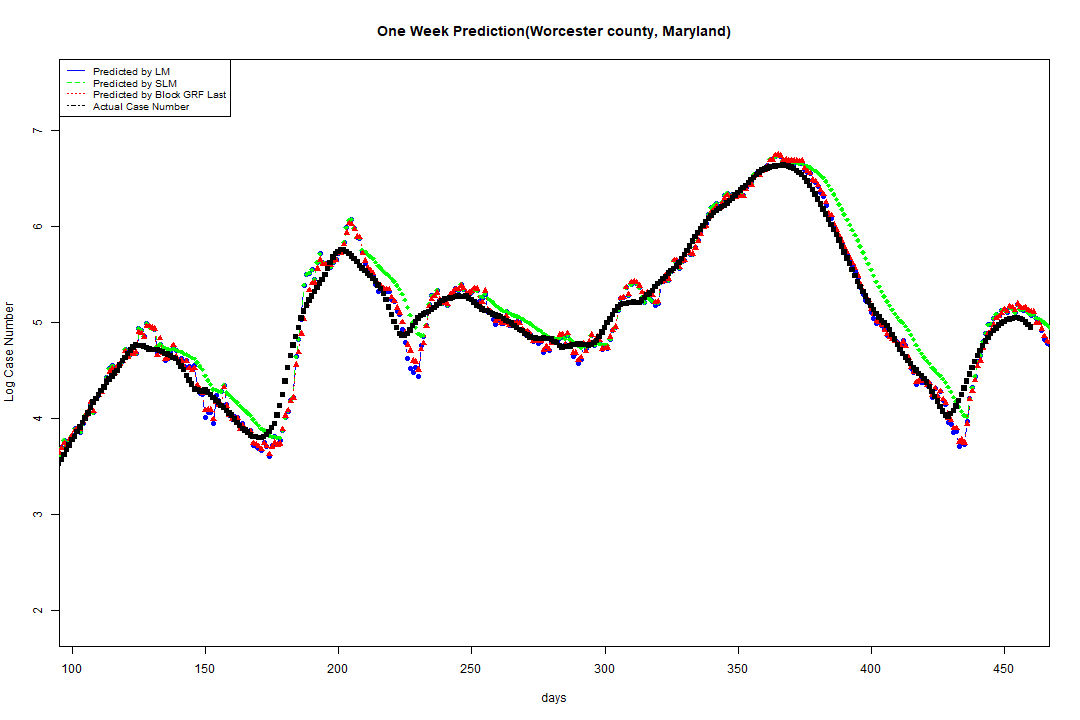 One Week Prediction(Worcester county, Maryland)
Predicted by LM
Predicted by SLM
Predicted by Block GRF Last
Actual Case Number
7
6
5
4
3
2
Log Case Number
100 150 200 250 300 350 400 450
days